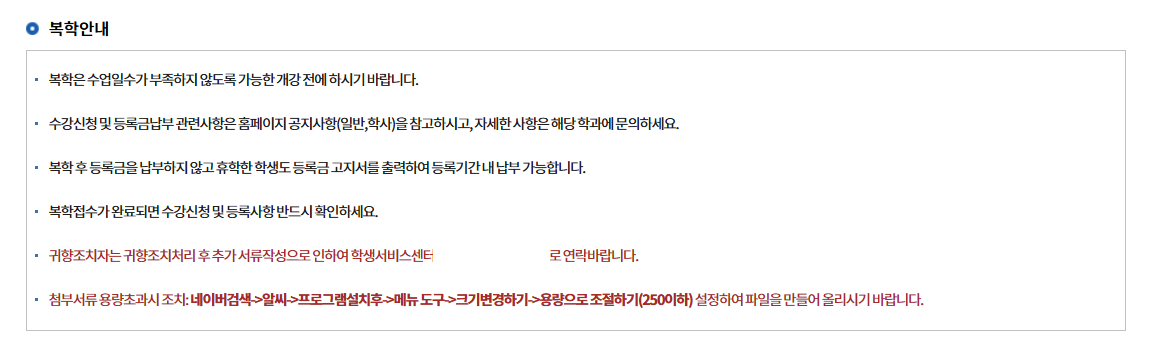 복학안내
복학은 수업일수가 부족하지 않도록 가능한 개강 전에 하시기 바랍니다.
수강신청 및 등록금납부 관련사항은 홈페이지 공지사항(일반,학사)을 참고하시고, 자세한 사항은 해당 학과에 문의하세요.
복학 후 등록금을 납부하지 않고 휴학한 학생도 등록금 고지서를 출력하여 등록기간 내 납부 가능합니다.
복학접수가 완료되면 수강신청 및 등록사항 반드시 확인하세요.
귀향조치자는 귀향조치처리 후 추가 서류작성으로 인하여 학생서비스센터 로 연락바랍니다.
첨부서류 용량초과시 조치: 네이버검색->알씨->프로그램설치후->메뉴 도구->크기변경하기->용량으로 조절하기(250이하) 설정하여 파일을 만들어 올리시기 바랍니다.